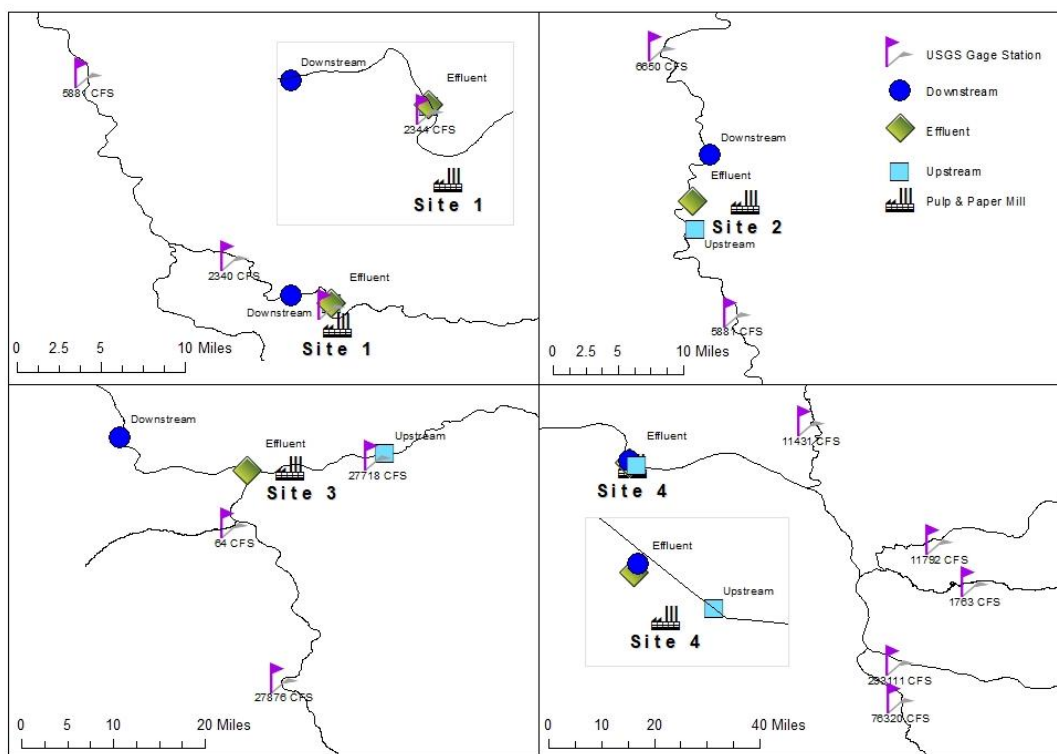 5881 CFS
Downstream
Effluent
2344 CFS
Site 1
2340 CFS
Effluent
Downstream
Site 1
0 2.5 5 10 Miles
6650 CFS
Downstream
Effluent
Site 2
Upstream
5881 CFS
0 2.5 5 10 Miles
USGS Gage Station
Downstream
Effluent
Upstream
Pulp & Paper Mill
Downstream
Effluent
Upstream
27718 CFS
Site 3
64 CFS
27876 CFS
0 5 10 20 Miles
11431 CFS
Effluent
Site 4
Effluent
Upstream
Site 4
11792 CFS
1763 CFS
233111 CFS
76320 CFS
0 10 20 40 Miles